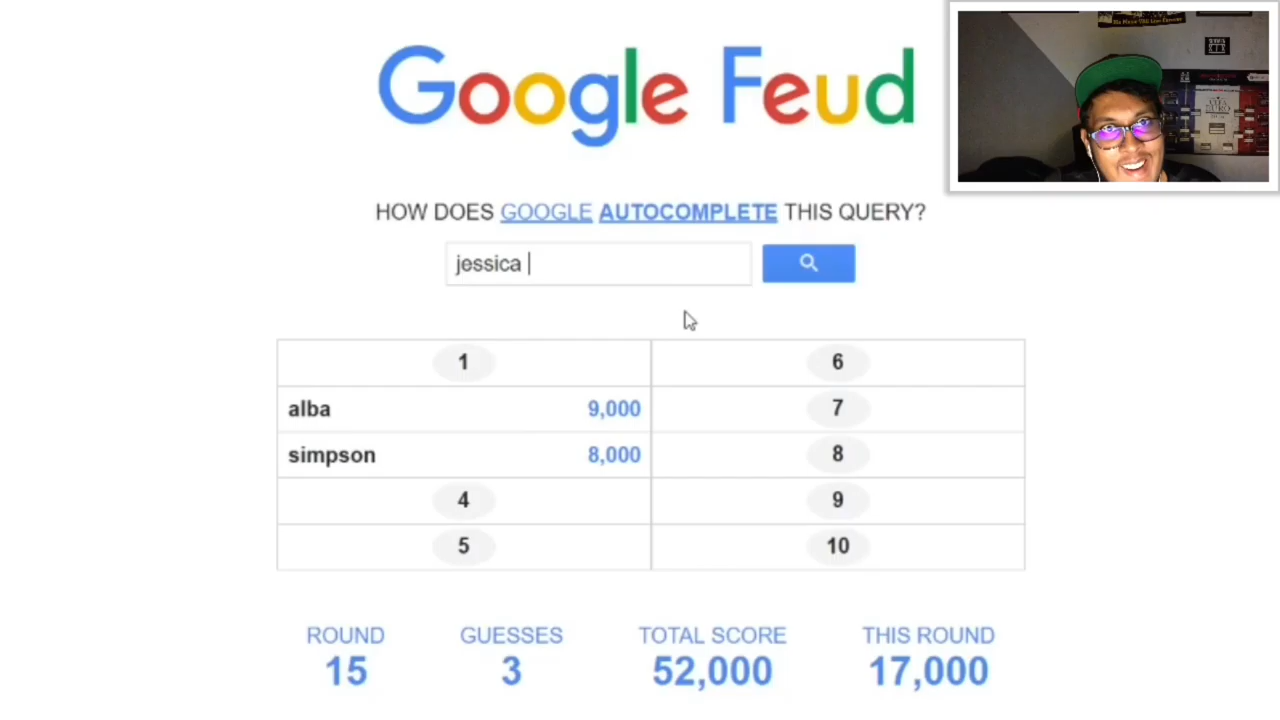 Google Feud
HOW DOES GOOGLE AUTOCOMPLETE THIS QUERY?
jessica
1
6
alba 9,000
7
simpson 8,000
8
4
9
5
10
ROUND GUESSES TOTAL SCORE THIS ROUND
15 3 52,000 17,000